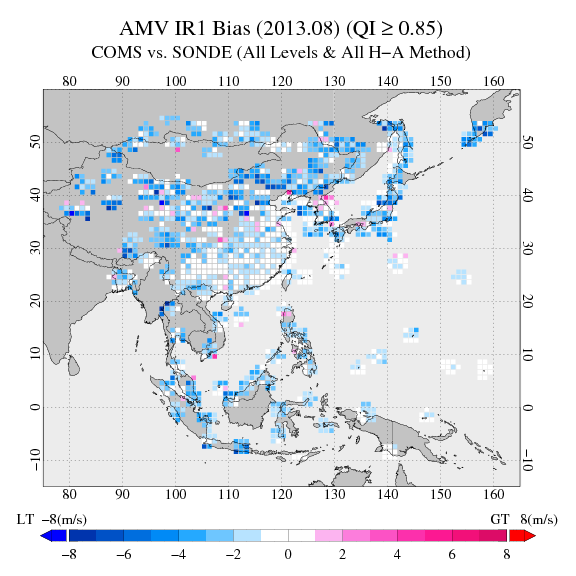 AMV IR1 Bias (2013.08) (QI ≥ 0.85)
COMS vs. SONDE (All Levels & All H−A Method)
80 90 100 110 120 130 140 150 160
50 50
40 40
30 30
20 20
10 10
0 0
−10 −10
80 90 100 110 120 130 140 150 160
LT −8(m/s) GT 8(m/s)
−8 −6 −4 −2 0 2 4 6 8